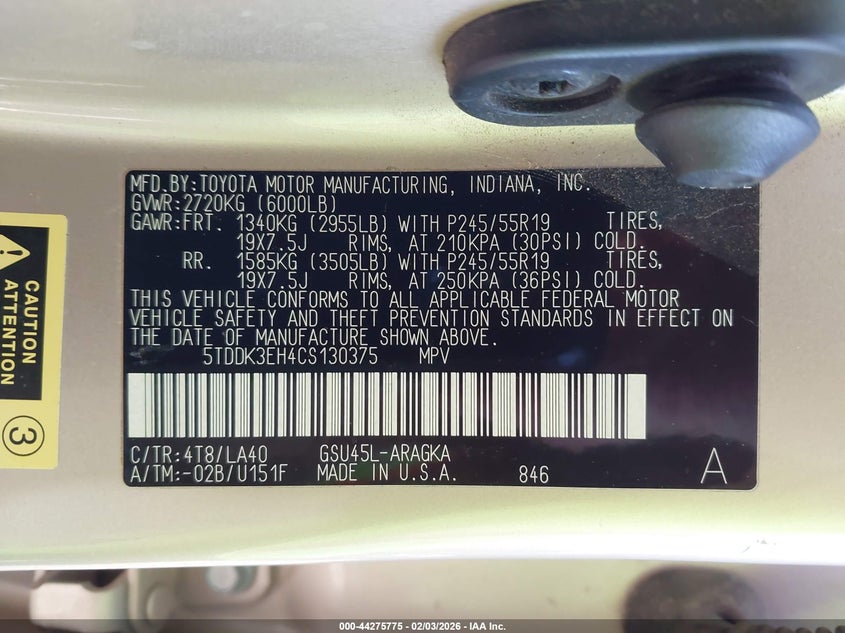 MFD.BY:TOYOTA MOTOR MANUFACTURING, INDIANA, INC.
GVWR:2720KG (6000LB)
GAWR:FRT. 1340KG (2955LB) WITH P245/55R19 TIRES,
19X7.5J RIMS, AT 210KPA (30PSI) COLD.
RR. 1585KG (3505LB) WITH P245/55R19 TIRES,
19X7.5J RIMS, AT 250KPA (36PSI) COLD.
THIS VEHICLE CONFORMS TO ALL APPLICABLE FEDERAL MOTOR
VEHICLE SAFETY AND THEFT PREVENTION STANDARDS IN EFFECT ON
THE DATE OF MANUFACTURE SHOWN ABOVE.
5TDDK3EH4CS130375 MPV
C/TR:4T8/LA40 GSU45L-ARAGKA
A/TM:-02B/U151F MADE IN U.S.A. 846 A
CAUTION
ATTENTION
3
000-44275775 - 02/03/2026 - IAA Inc.